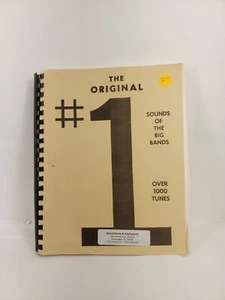 THE
ORIGINAL
#1
SOUNDS
OF THE
BIG
BANDS
OVER
1000
TUNES